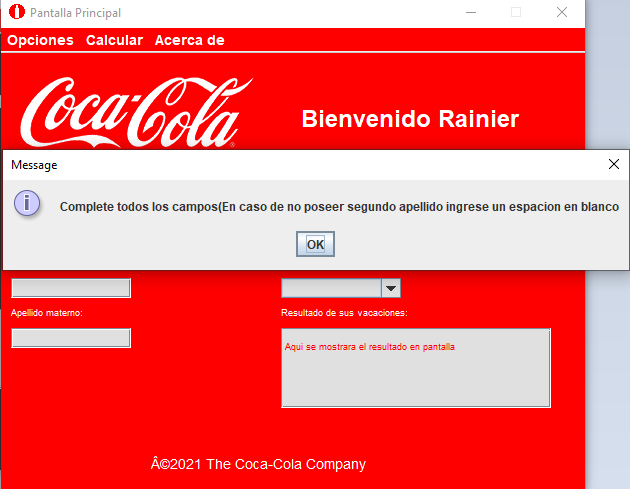 Pantalla Principal
Opciones Calcular Acerca de
Coca-Cola
Bienvenido Rainier
Message
Complete todos los campos(En caso de no poseer segundo apellido ingrese un espacion en blanco
OK
Apellido materno:
Resultado de sus vacaciones:
Aqui se mostrara el resultado en pantalla
Â©2021 The Coca-Cola Company